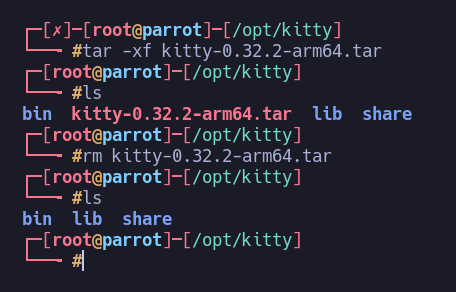 ┌─[✗]─[root@parrot]─[/opt/kitty]
└──╼ #tar -xf kitty-0.32.2-arm64.tar
┌─[root@parrot]─[/opt/kitty]
└──╼ #ls
bin  kitty-0.32.2-arm64.tar  lib  share
┌─[root@parrot]─[/opt/kitty]
└──╼ #rm kitty-0.32.2-arm64.tar
┌─[root@parrot]─[/opt/kitty]
└──╼ #ls
bin  lib  share
┌─[root@parrot]─[/opt/kitty]
└──╼ #